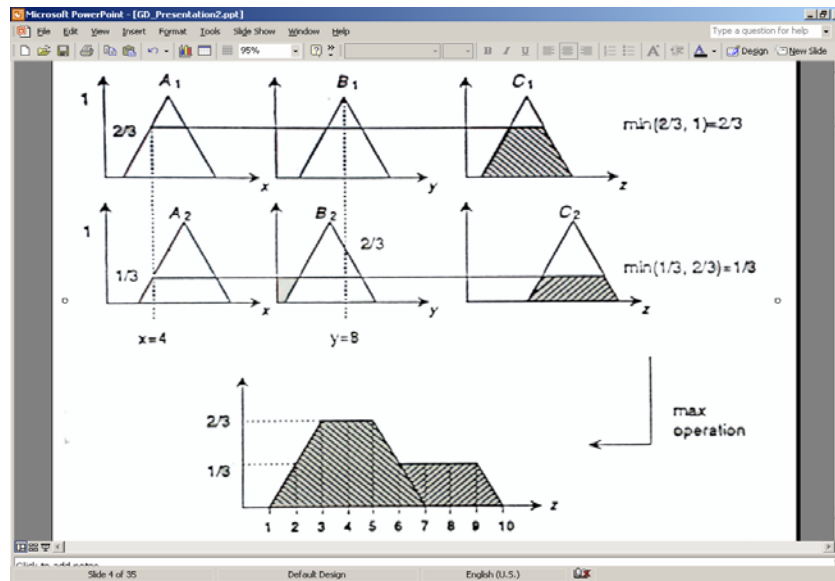 Microsoft PowerPoint - [GD_Presentation2.ppt]
File Edit View Insert Format Tools Slide Show Window Help
Type a question for help
95%
B I U
A
Design
New Slide
A1 B1 C1
1
2/3
min(2/3, 1)=2/3
x y z
A2 B2 C2
1
2/3
1/3
min(1/3, 2/3)=1/3
x y z
x=4 y=8
2/3
max
operation
1/3
z
1 2 3 4 5 6 7 8 9 10
Slide 4 of 35 Default Design English (U.S.)